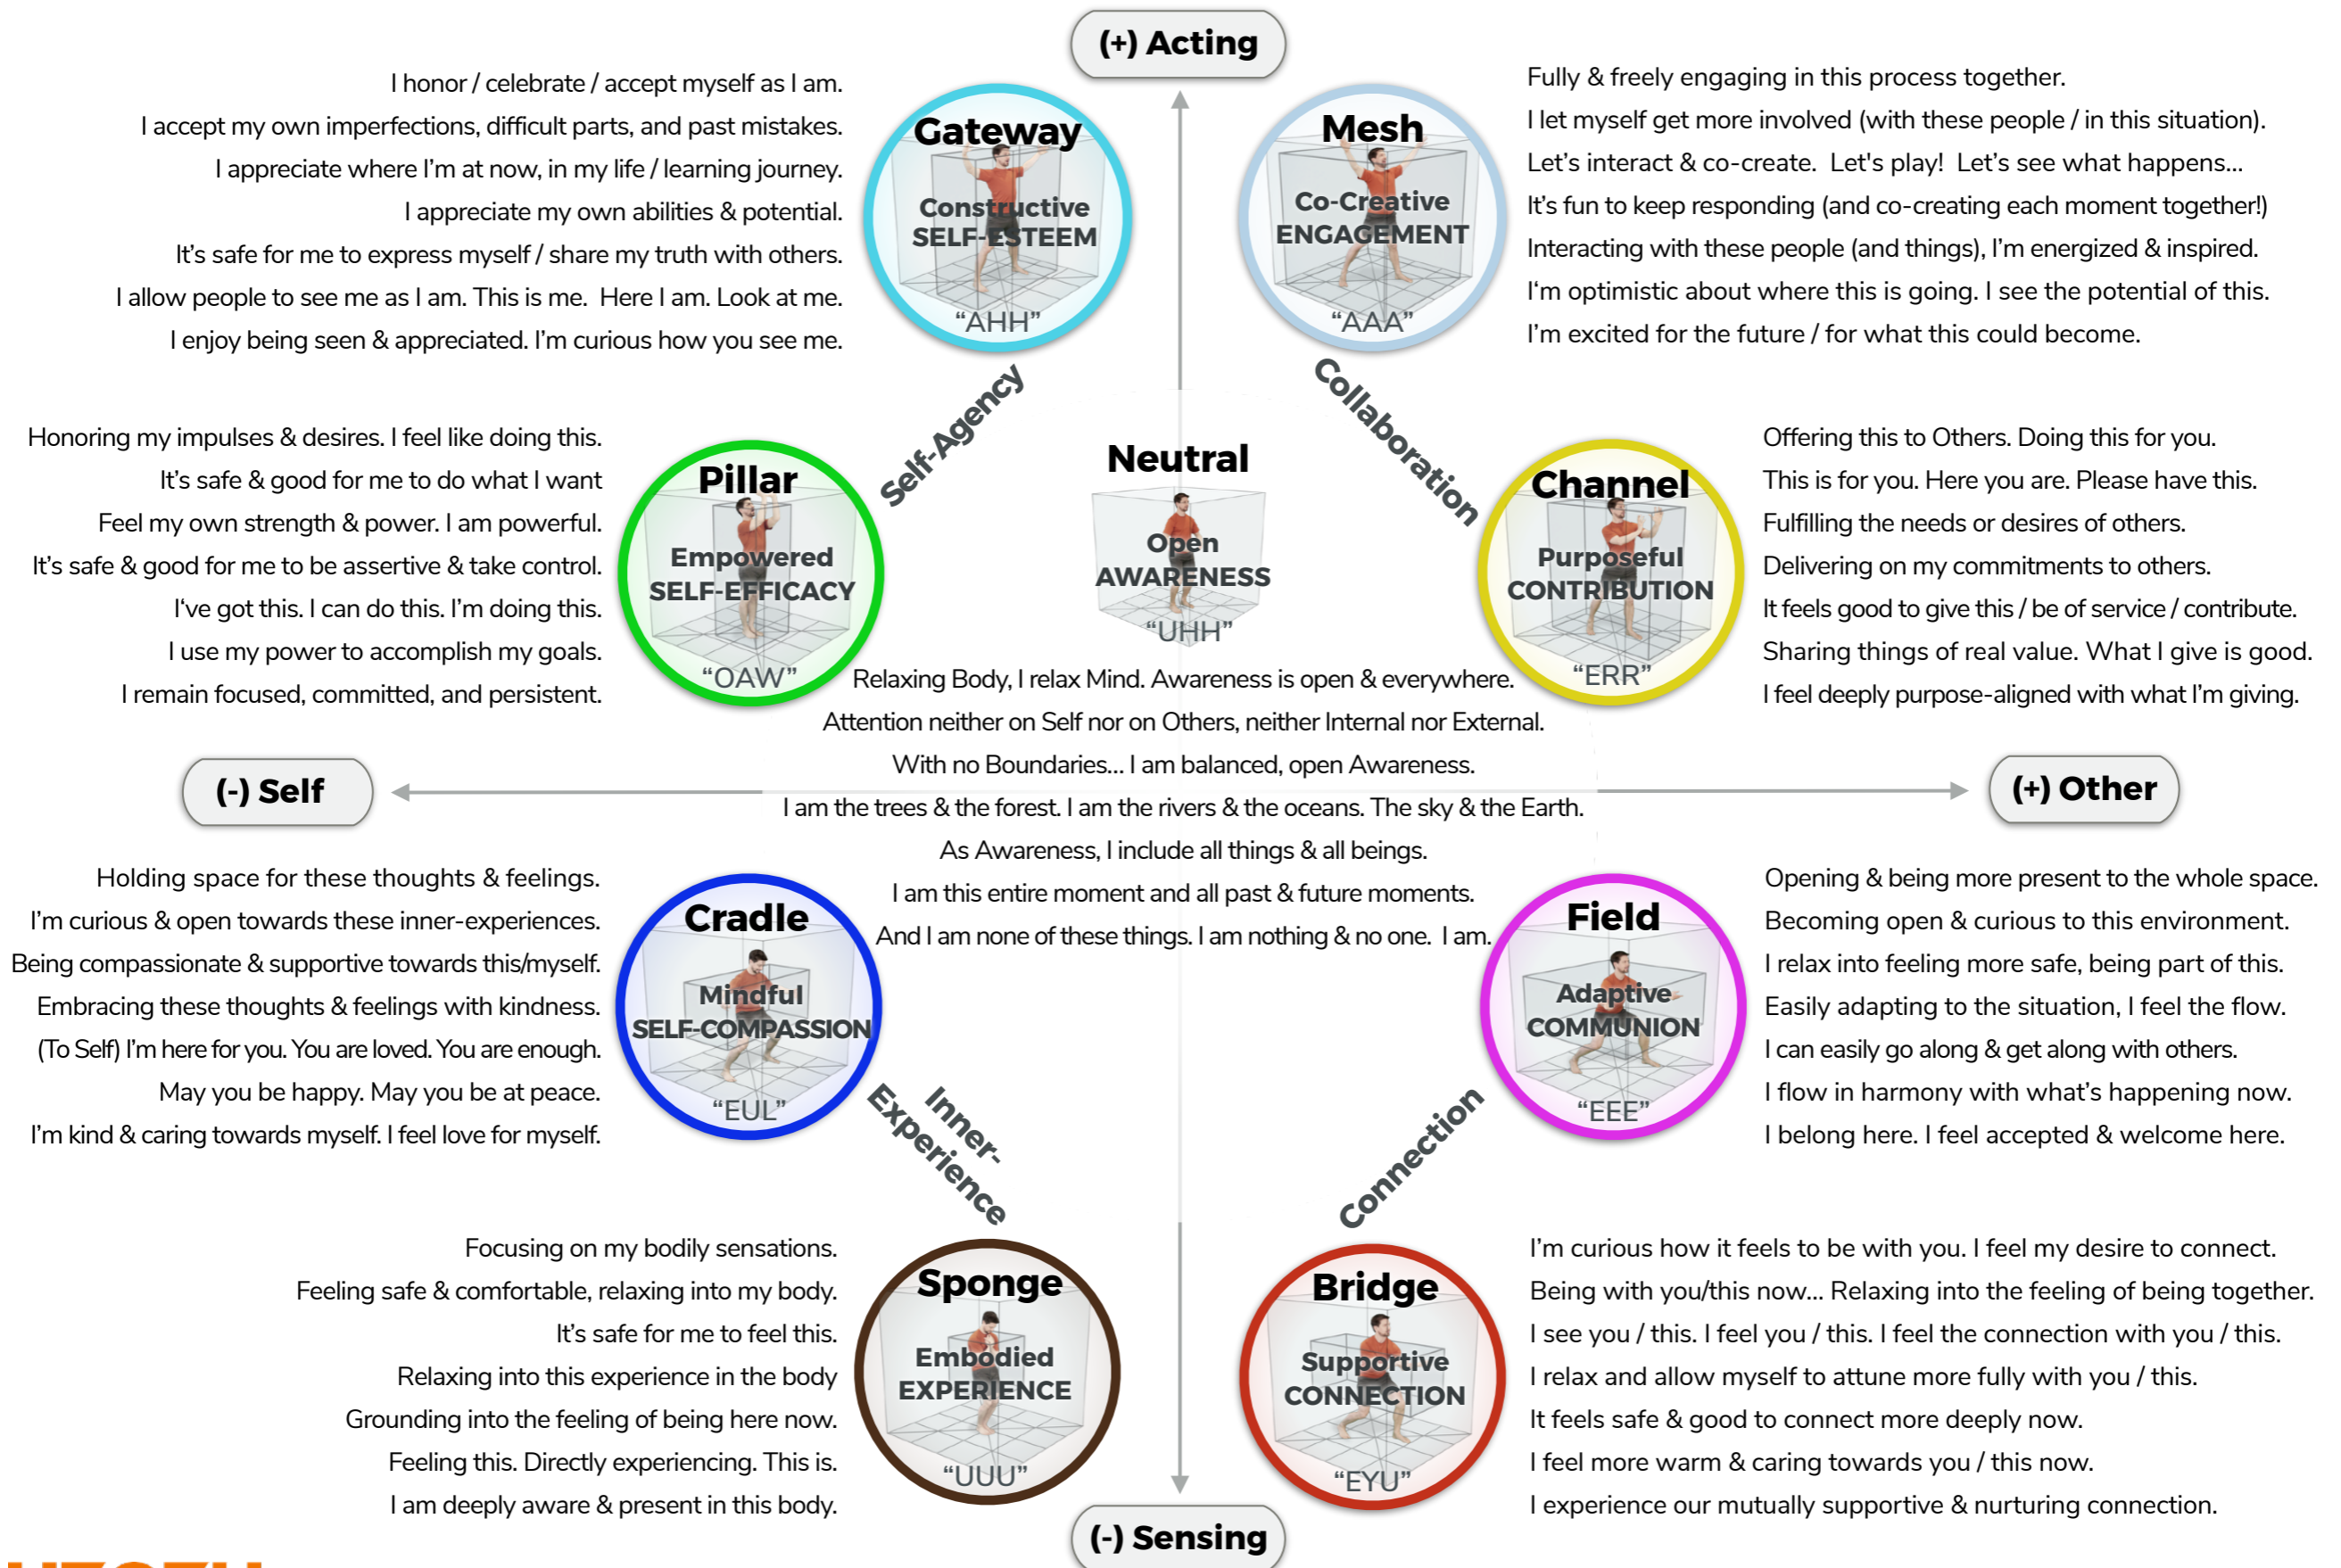 (+) Acting
I honor / celebrate / accept myself as I am.
I accept my own imperfections, difficult parts, and past mistakes.
I appreciate where I'm at now, in my life / learning journey.
I appreciate my own abilities & potential.
It's safe for me to express myself / share my truth with others.
I allow people to see me as I am. This is me. Here I am. Look at me.
I enjoy being seen & appreciated. I'm curious how you see me.
Gateway
Constructive
SELF-ESTEEM
“AHH”
Mesh
Co-Creative
ENGAGEMENT
“AAA”
Fully & freely engaging in this process together.
I let myself get more involved (with these people / in this situation).
Let's interact & co-create. Let's play! Let's see what happens...
It's fun to keep responding (and co-creating each moment together!)
Interacting with these people (and things), I'm energized & inspired.
I‘m optimistic about where this is going. I see the potential of this.
I'm excited for the future / for what this could become.
Self-Agency
Collaboration
Honoring my impulses & desires. I feel like doing this.
It's safe & good for me to do what I want
Feel my own strength & power. I am powerful.
It's safe & good for me to be assertive & take control.
I‘ve got this. I can do this. I'm doing this.
I use my power to accomplish my goals.
I remain focused, committed, and persistent.
Pillar
Empowered
SELF-EFFICACY
“OAW”
Neutral
Open
AWARENESS
“UHH”
Relaxing Body, I relax Mind. Awareness is open & everywhere.
Attention neither on Self nor on Others, neither Internal nor External.
With no Boundaries... I am balanced, open Awareness.
I am the trees & the forest. I am the rivers & the oceans. The sky & the Earth.
As Awareness, I include all things & all beings.
I am this entire moment and all past & future moments.
And I am none of these things. I am nothing & no one. I am.
Channel
Purposeful
CONTRIBUTION
“ERR”
Offering this to Others. Doing this for you.
This is for you. Here you are. Please have this.
Fulfilling the needs or desires of others.
Delivering on my commitments to others.
It feels good to give this / be of service / contribute.
Sharing things of real value. What I give is good.
I feel deeply purpose-aligned with what I'm giving.
(-) Self
(+) Other
Holding space for these thoughts & feelings.
I'm curious & open towards these inner-experiences.
Being compassionate & supportive towards this/myself.
Embracing these thoughts & feelings with kindness.
(To Self) I'm here for you. You are loved. You are enough.
May you be happy. May you be at peace.
I'm kind & caring towards myself. I feel love for myself.
Cradle
Mindful
SELF-COMPASSION
“EUL”
Field
Adaptive
COMMUNION
“EEE”
Opening & being more present to the whole space.
Becoming open & curious to this environment.
I relax into feeling more safe, being part of this.
Easily adapting to the situation, I feel the flow.
I can easily go along & get along with others.
I flow in harmony with what's happening now.
I belong here. I feel accepted & welcome here.
Inner-
Experience
Connection
Focusing on my bodily sensations.
Feeling safe & comfortable, relaxing into my body.
It's safe for me to feel this.
Relaxing into this experience in the body
Grounding into the feeling of being here now.
Feeling this. Directly experiencing. This is.
I am deeply aware & present in this body.
Sponge
Embodied
EXPERIENCE
“UUU”
Bridge
Supportive
CONNECTION
“EYU”
I'm curious how it feels to be with you. I feel my desire to connect.
Being with you/this now... Relaxing into the feeling of being together.
I see you / this. I feel you / this. I feel the connection with you / this.
I relax and allow myself to attune more fully with you / this.
It feels safe & good to connect more deeply now.
I feel more warm & caring towards you / this now.
I experience our mutually supportive & nurturing connection.
(-) Sensing